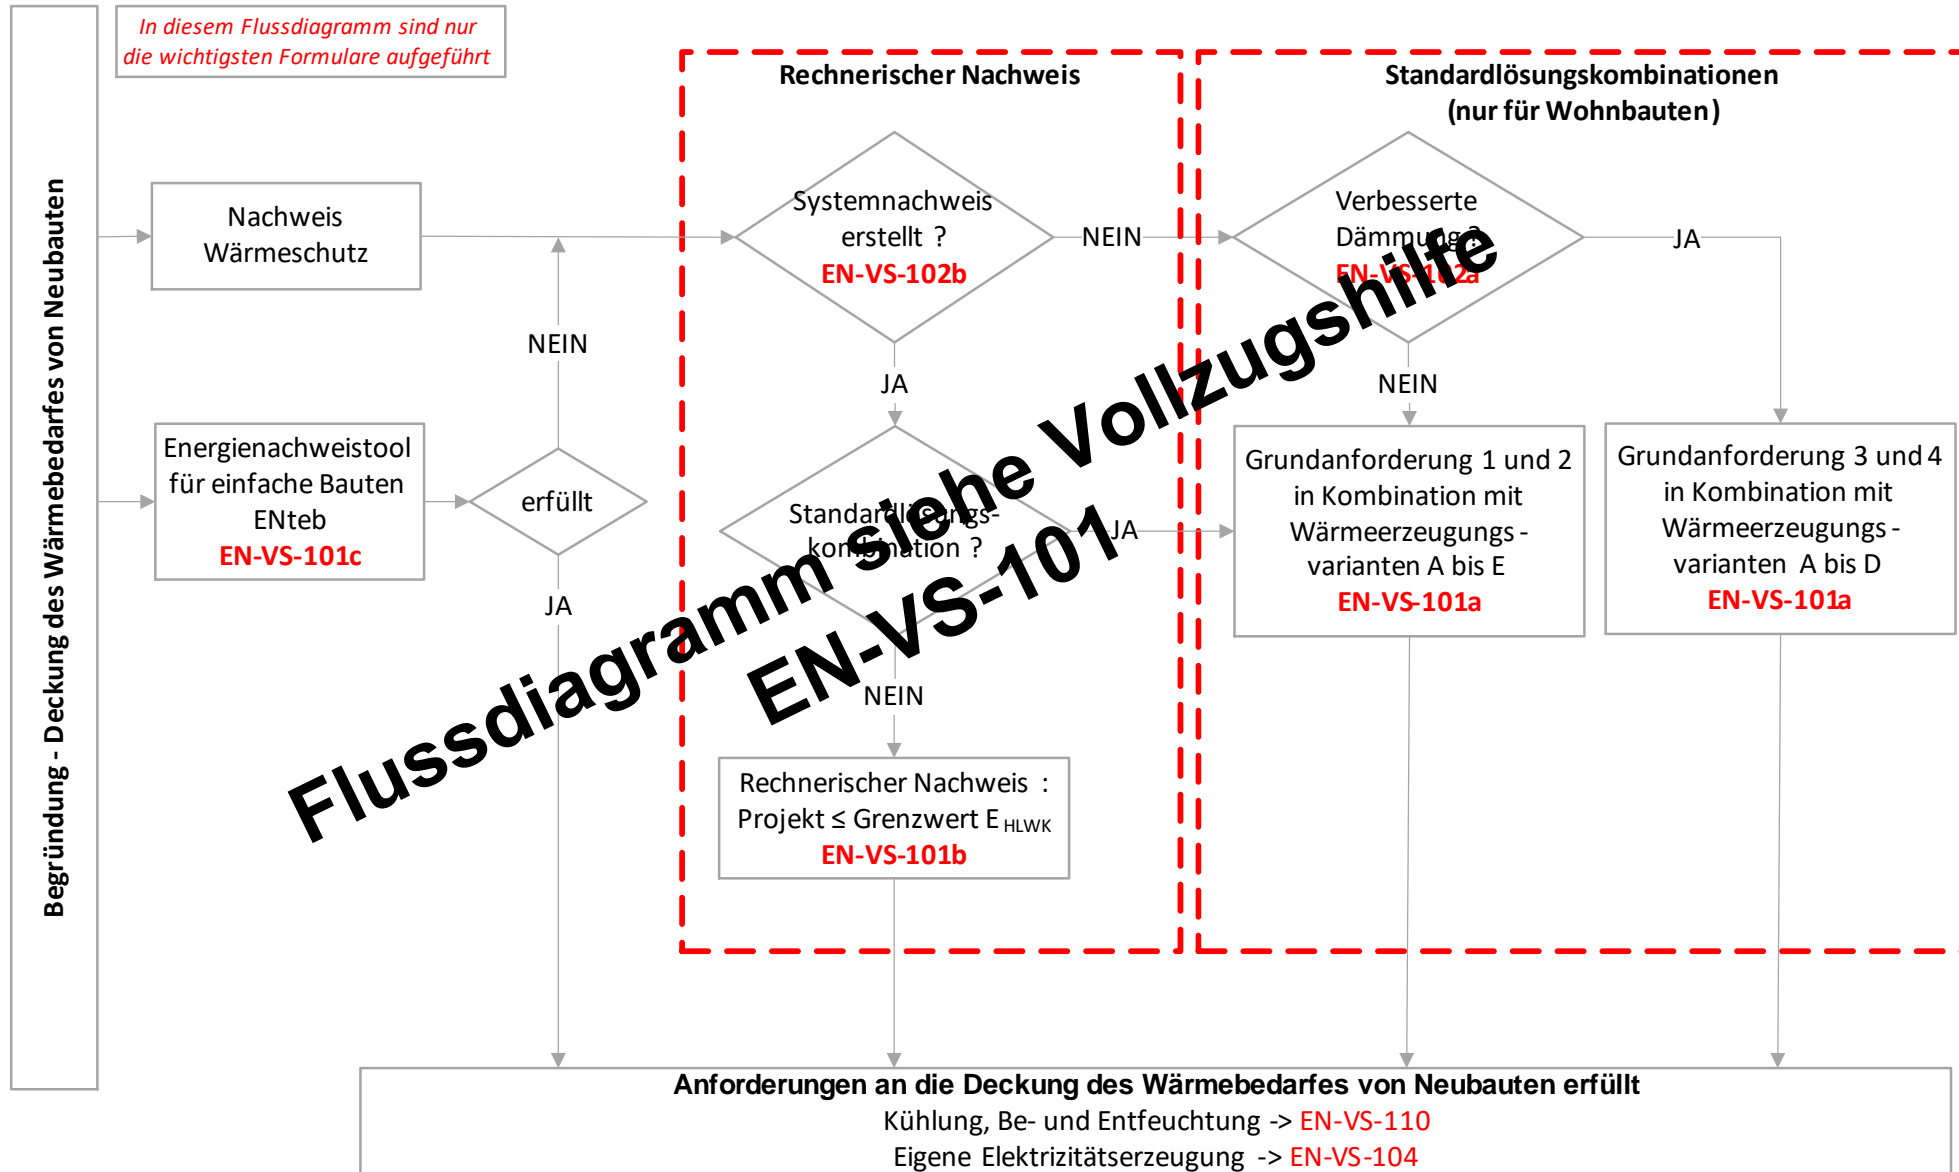 In diesem Flussdiagramm sind nur
die wichtigsten Formulare aufgeführt
Begründung - Deckung des Wärmebedarfes von Neubauten
Rechnerischer Nachweis
Standardlösungskombinationen
(nur für Wohnbauten)
Nachweis
Wärmeschutz
Systemnachweis
erstellt ?
EN-VS-102b
NEIN
Verbesserte
Dämmung ?
EN-VS-102a
JA
NEIN
JA
NEIN
Energienachweistool
für einfache Bauten
ENteb
EN-VS-101c
erfüllt
JA
Standardlösungs-
kombination ?
JA
Grundanforderung 1 und 2
in Kombination mit
Wärmeerzeugungs -
varianten A bis E
EN-VS-101a
Grundanforderung 3 und 4
in Kombination mit
Wärmeerzeugungs -
varianten A bis D
EN-VS-101a
NEIN
Rechnerischer Nachweis :
Projekt ≤ Grenzwert E HLWK
EN-VS-101b
Flussdiagramm siehe Vollzugshilfe
EN-VS-101
Anforderungen an die Deckung des Wärmebedarfes von Neubauten erfüllt
Kühlung, Be- und Entfeuchtung -> EN-VS-110
Eigene Elektrizitätserzeugung -> EN-VS-104